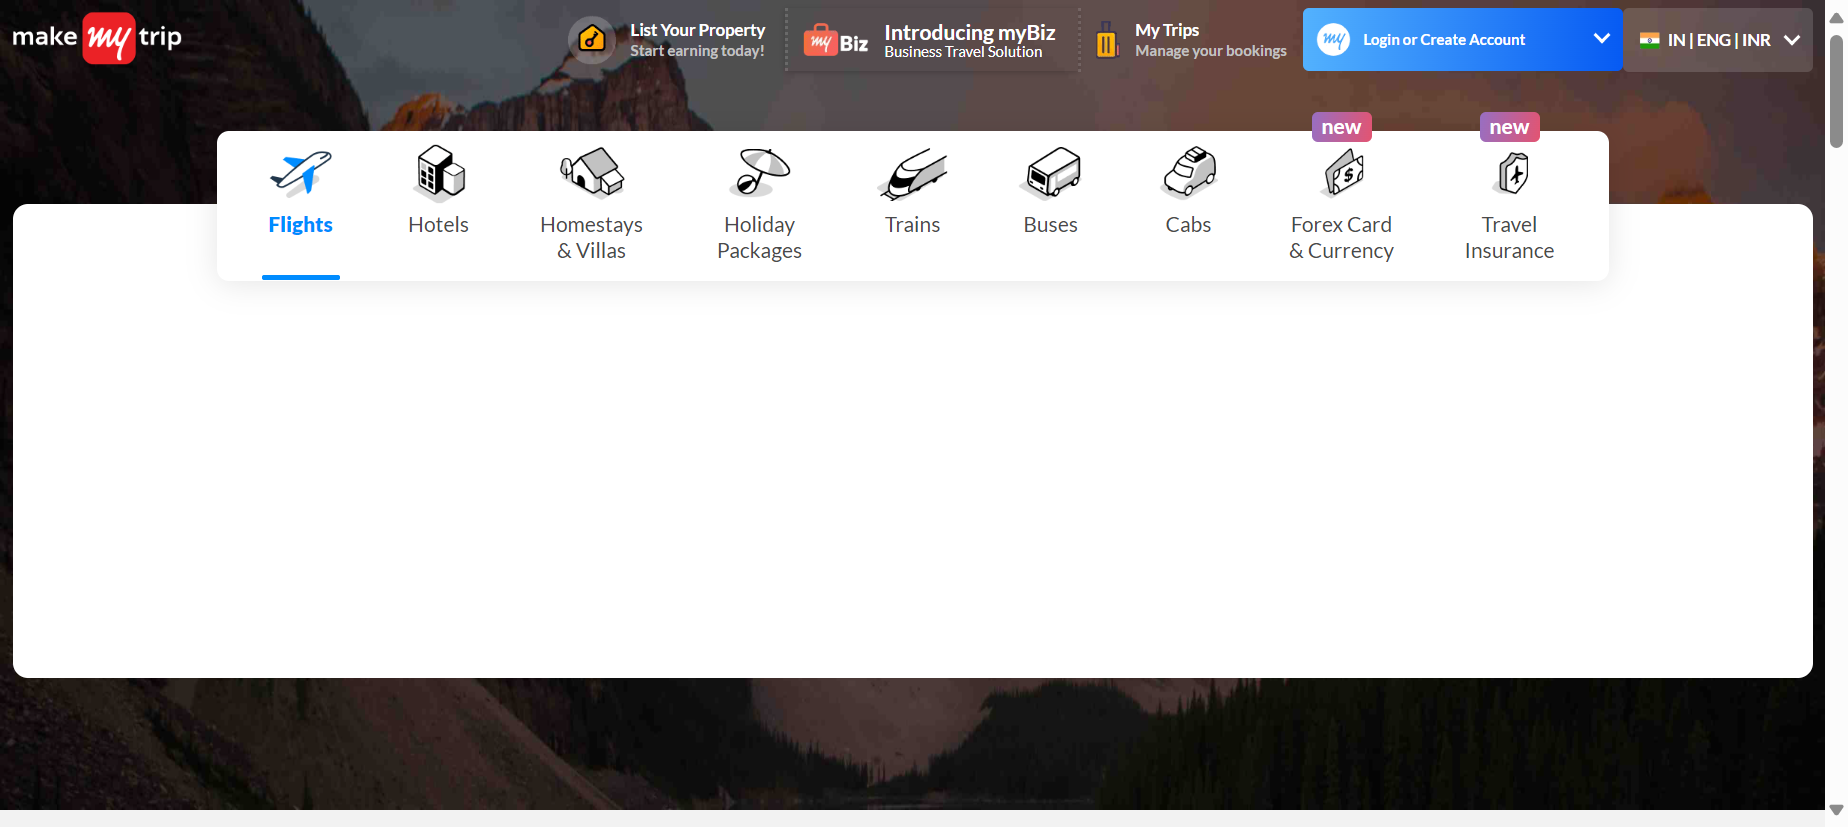 make my trip
List Your Property
Start earning today!
my Biz
Introducing myBiz
Business Travel Solution
My Trips
Manage your bookings
my
Login or Create Account
IN | ENG | INR
new
new
Flights
Hotels
Homestays
& Villas
Holiday
Packages
Trains
Buses
Cabs
Forex Card
& Currency
Travel
Insurance